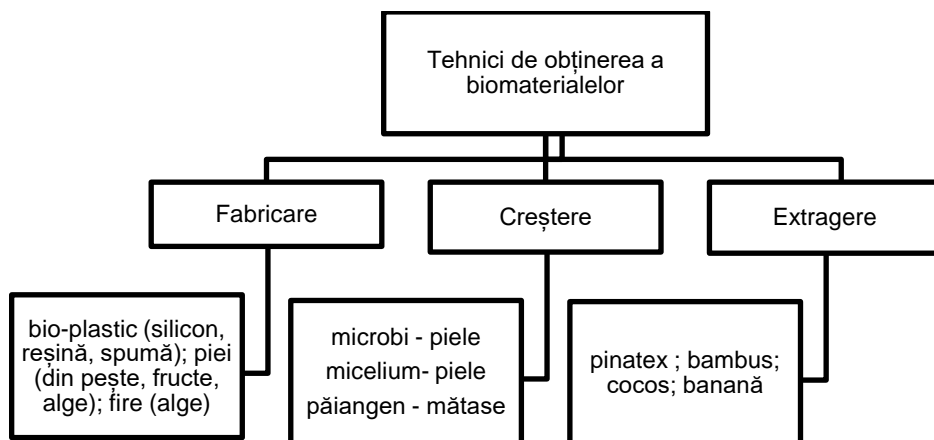 Tehnici de obținerea a
biomaterialelor
Fabricare
Creștere
Extragere
bio-plastic (silicon,
reșină, spumă); piei
(din pește, fructe,
alge); fire (alge)
microbi - piele
micelium- piele
păiangen - mătase
pinatex ; bambus;
cocos; banană